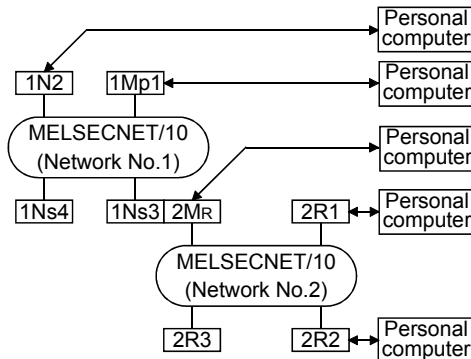 Personal
computer
1N2
1Mp1
Personal
computer
MELSECNET/10
(Network No.1)
Personal
computer
1Ns4
1Ns3
2MR
2R1
Personal
computer
MELSECNET/10
(Network No.2)
2R3
2R2
Personal
computer